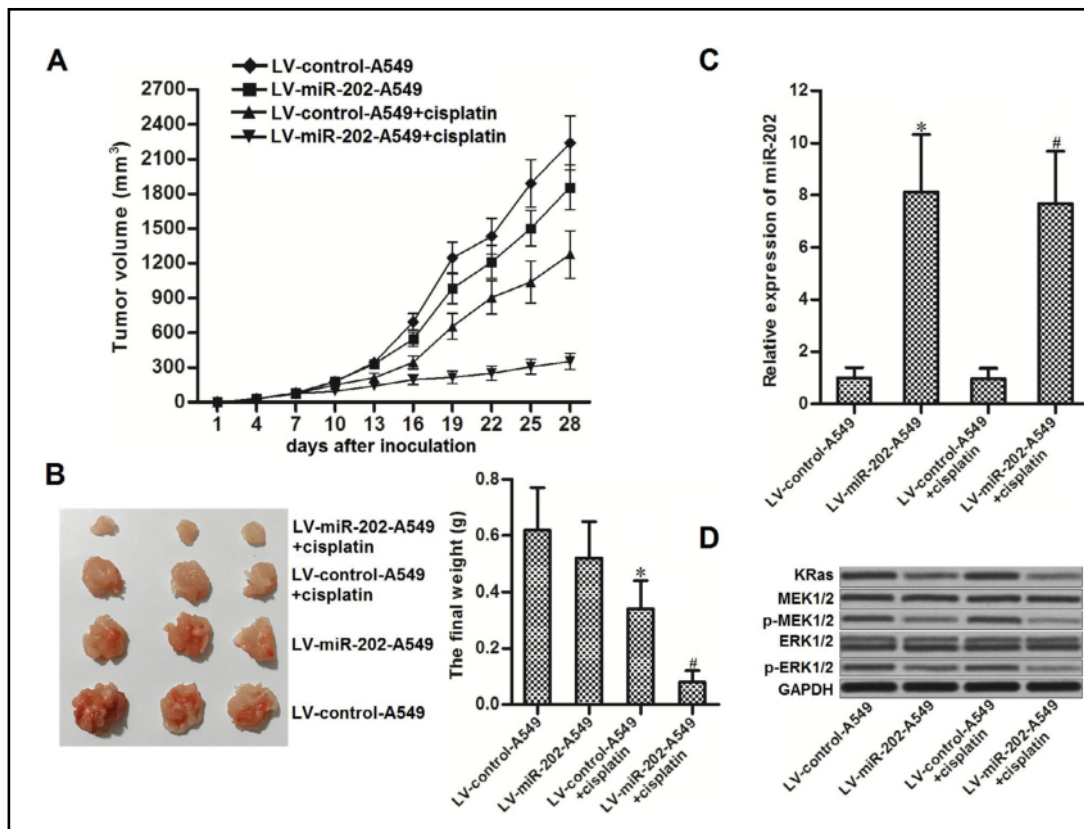 A
LV-control-A549
LV-miR-202-A549
LV-control-A549+cisplatin
LV-miR-202-A549+cisplatin
Tumor volume (mm³)
2700
2400
2100
1800
1500
1200
900
600
300
0
1 4 7 10 13 16 19 22 25 28
days after inoculation
B
LV-miR-202-A549
+cisplatin
LV-control-A549
+cisplatin
LV-miR-202-A549
LV-control-A549
The final weight (g)
0.8
0.6
0.4
0.2
0.0
*
#
LV-control-A549
LV-miR-202-A549
LV-control-A549
+cisplatin
LV-miR-202-A549
+cisplatin
C
Relative expression of miR-202
12
10
8
6
4
2
0
*
#
LV-control-A549
LV-miR-202-A549
LV-control-A549
+cisplatin
LV-miR-202-A549
+cisplatin
D
KRas
MEK1/2
p-MEK1/2
ERK1/2
p-ERK1/2
GAPDH
LV-control-A549
LV-miR-202-A549
LV-control-A549
+cisplatin
LV-miR-202-A549
+cisplatin